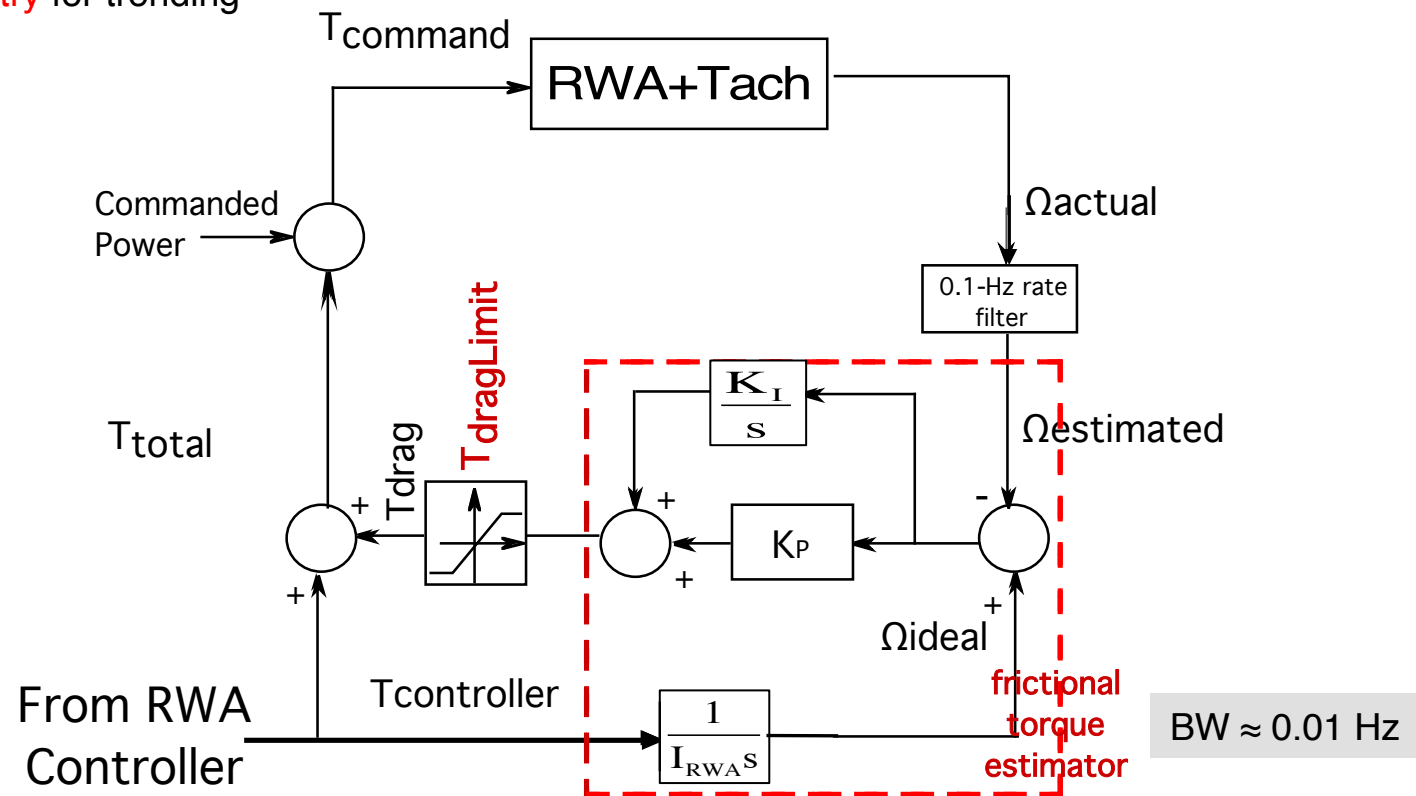 try for trending
Tcommand
RWA+Tach
Commanded
Power
Ωactual
0.1-Hz rate
filter
TdragLimit
KI
s
Ttotal
Tdrag
Ωestimated
+
-
+
KP
+
+
+
Ωideal
From RWA
Controller
Tcontroller
1
IRWAs
frictional
torque
estimator
BW ≈ 0.01 Hz